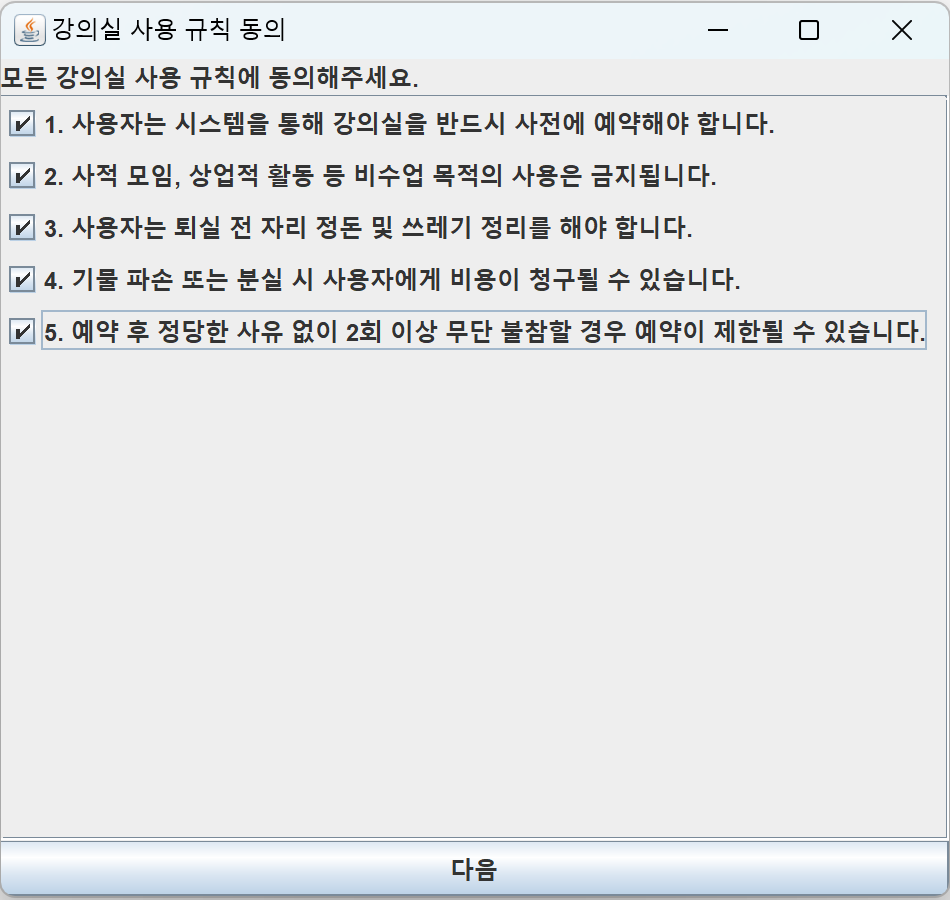 강의실 사용 규칙 동의
모든 강의실 사용 규칙에 동의해주세요.
1. 사용자는 시스템을 통해 강의실을 반드시 사전에 예약해야 합니다.
2. 사적 모임, 상업적 활동 등 비수업 목적의 사용은 금지됩니다.
3. 사용자는 퇴실 전 자리 정돈 및 쓰레기 정리를 해야 합니다.
4. 기물 파손 또는 분실 시 사용자에게 비용이 청구될 수 있습니다.
5. 예약 후 정당한 사유 없이 2회 이상 무단 불참할 경우 예약이 제한될 수 있습니다.
다음